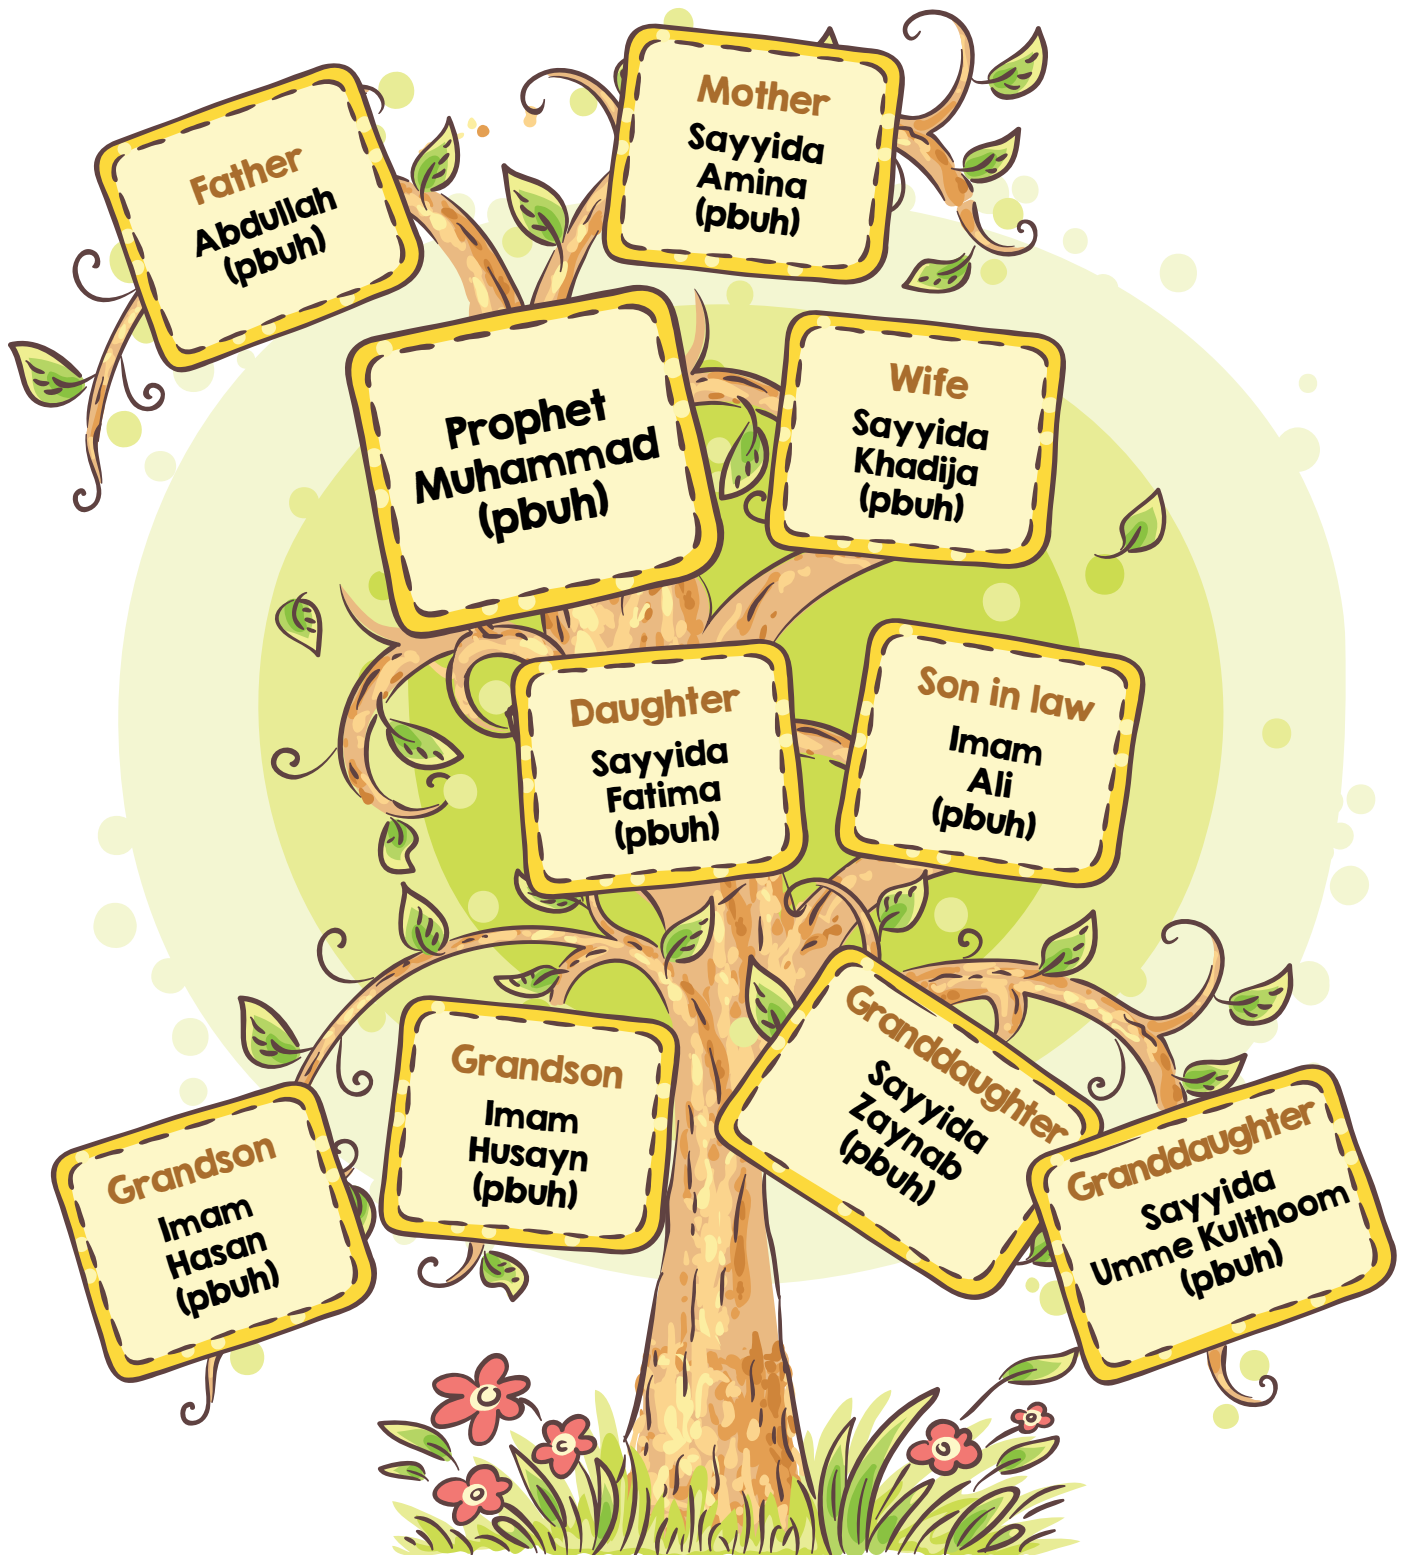 Father
Abdullah
(pbuh)
Mother
Sayyida
Amina
(pbuh)
Prophet
Muhammad
(pbuh)
Wife
Sayyida
Khadija
(pbuh)
Daughter
Sayyida
Fatima
(pbuh)
Son in law
Imam
Ali
(pbuh)
Grandson
Imam
Hasan
(pbuh)
Grandson
Imam
Husayn
(pbuh)
Granddaughter
Sayyida
Zaynab
(pbuh)
Granddaughter
Sayyida
Umme Kulthoom
(pbuh)